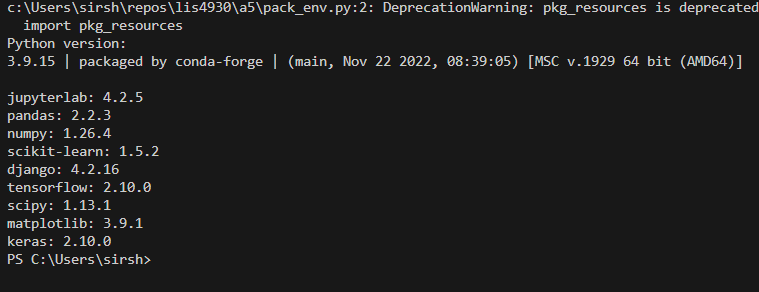 c:\Users\sirsh\repos\lis4930\a5\pack_env.py:2: DeprecationWarning: pkg_resources is deprecated
import pkg_resources
Python version:
3.9.15 | packaged by conda-forge | (main, Nov 22 2022, 08:39:05) [MSC v.1929 64 bit (AMD64)]
jupyterlab: 4.2.5
pandas: 2.2.3
numpy: 1.26.4
scikit-learn: 1.5.2
django: 4.2.16
tensorflow: 2.10.0
scipy: 1.13.1
matplotlib: 3.9.1
keras: 2.10.0
PS C:\Users\sirsh>